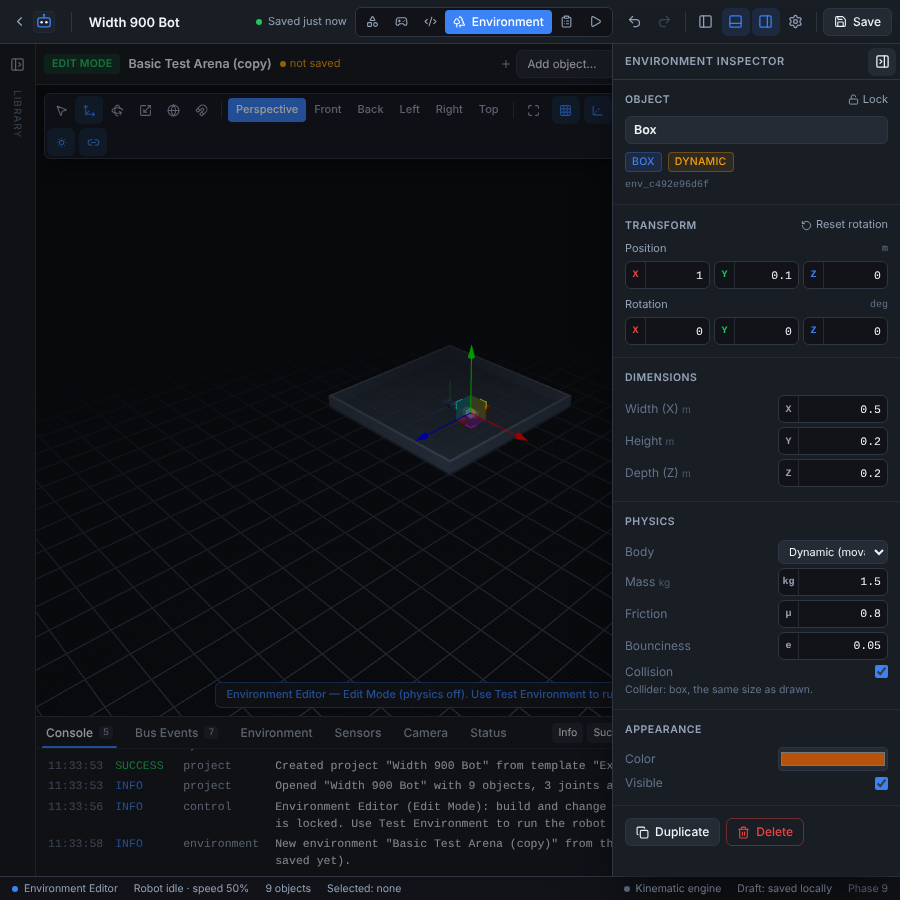 Width 900 Bot
Saved just now
Environment
Save
LIBRARY
EDIT MODE
Basic Test Arena (copy)
not saved
Add object...
Perspective
Front
Back
Left
Right
Top
Environment Editor — Edit Mode (physics off). Use Test Environment to ru
Console 5
Bus Events 7
Environment
Sensors
Camera
Status
Info
Suc
11:33:53 SUCCESS project Created project "Width 900 Bot" from template "Ex
11:33:53 INFO project Opened "Width 900 Bot" with 9 objects, 3 joints a
11:33:56 INFO control Environment Editor (Edit Mode): build and change
is locked. Use Test Environment to run the robot
11:33:58 INFO environment New environment "Basic Test Arena (copy)" from th
saved yet).
ENVIRONMENT INSPECTOR
OBJECT
Lock
Box
BOX DYNAMIC
env_c492e96d6f
TRANSFORM
Reset rotation
Position m
X 1 Y 0.1 Z 0
Rotation deg
X 0 Y 0 Z 0
DIMENSIONS
Width (X) m X 0.5
Height m Y 0.2
Depth (Z) m Z 0.2
PHYSICS
Body Dynamic (mova
Mass kg kg 1.5
Friction μ 0.8
Bounciness e 0.05
Collision
Collider: box, the same size as drawn.
APPEARANCE
Color
Visible
Duplicate
Delete
Environment Editor
Robot idle · speed 50%
9 objects
Selected: none
Kinematic engine
Draft: saved locally
Phase 9